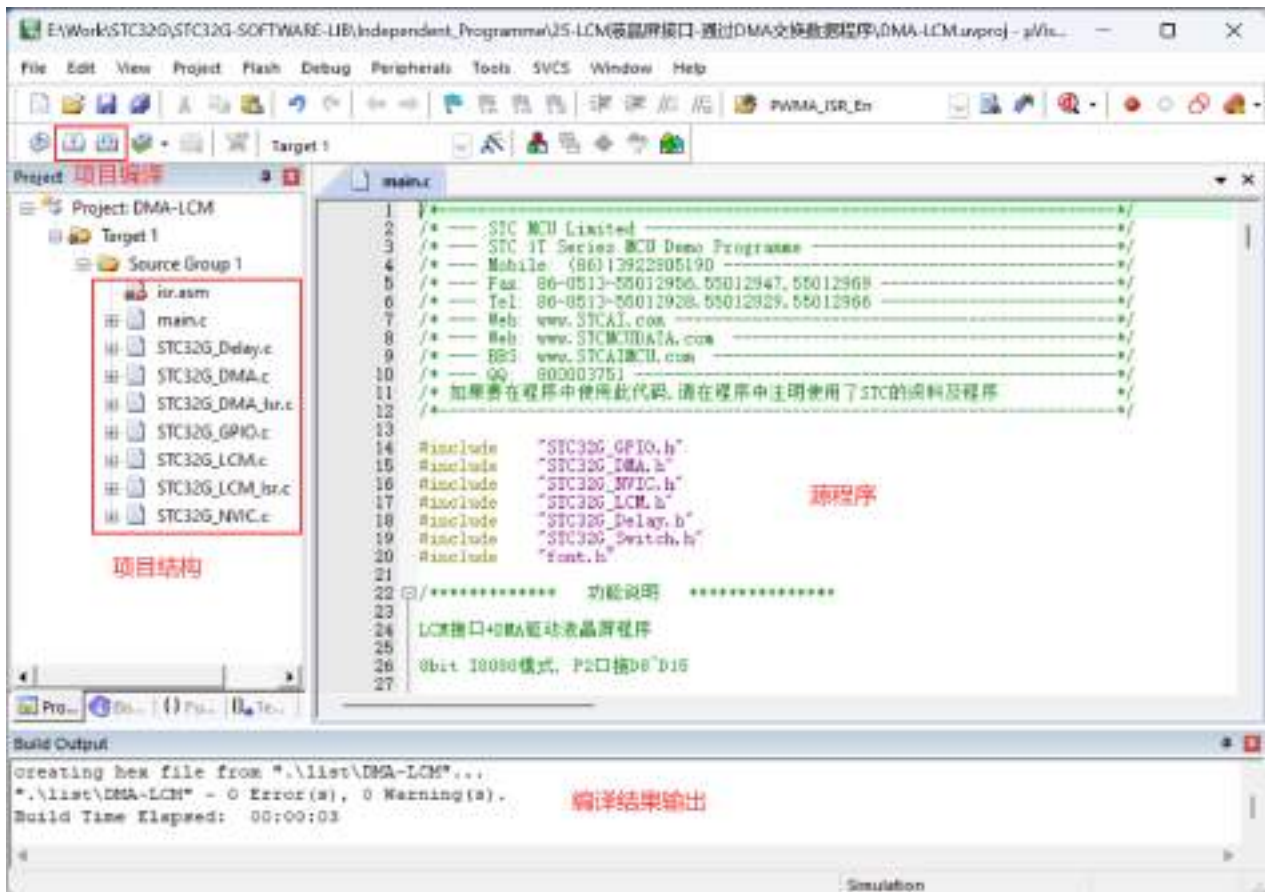 E:\Work\STC32G\STC32G-SOFTWARE-LIB\Independent_Programme\25-LCM液晶屏接口-通过DMA交换数据程序\DMA-LCM.uvproj - µVis...
File Edit View Project Flash Debug Peripherals Tools SVCS Window Help
PWMA_ISR_En
Target 1
Project 项目编译
main.c
Project: DMA-LCM
Target 1
Source Group 1
isr.asm
main.c
STC32G_Delay.c
STC32G_DMA.c
STC32G_DMA_Isr.c
STC32G_GPIO.c
STC32G_LCM.c
STC32G_LCM_Isr.c
STC32G_NVIC.c
项目结构
Pro...
1 /*---------------------------------------------------------------------*/
2 /* --- STC MCU Limited ------------------------------------------------*/
3 /* --- STC 1T Series MCU Demo Programme -------------------------------*/
4 /* --- Mobile: (86)13922805190 ----------------------------------------*/
5 /* --- Fax: 86-0513-55012956,55012947,55012969 ------------------------*/
6 /* --- Tel: 86-0513-55012928,55012929,55012966 ------------------------*/
7 /* --- Web: www.STCAI.com ---------------------------------------------*/
8 /* --- Web: www.STCMCUDATA.com ---------------------------------------*/
9 /* --- BBS: www.STCAIMCU.com -----------------------------------------*/
10 /* --- QQ: 800003751 -------------------------------------------------*/
11 /* 如果要在程序中使用此代码,请在程序中注明使用了STC的资料及程序 */
12 /*---------------------------------------------------------------------*/
13
14 #include "STC32G_GPIO.h"
15 #include "STC32G_DMA.h"
16 #include "STC32G_NVIC.h"
17 #include "STC32G_LCM.h"
18 #include "STC32G_Delay.h"
19 #include "STC32G_Switch.h"
20 #include "font.h"
源程序
21
22 /************* 功能说明 ***************
23
24 LCM接口+DMA驱动液晶屏程序
25
26 8bit I8080模式, P2口接D8~D15
27
Build Output
creating hex file from ".\list\DMA-LCM"...
".\list\DMA-LCM" - 0 Error(s), 0 Warning(s).
Build Time Elapsed: 00:00:03
编译结果输出
Simulation